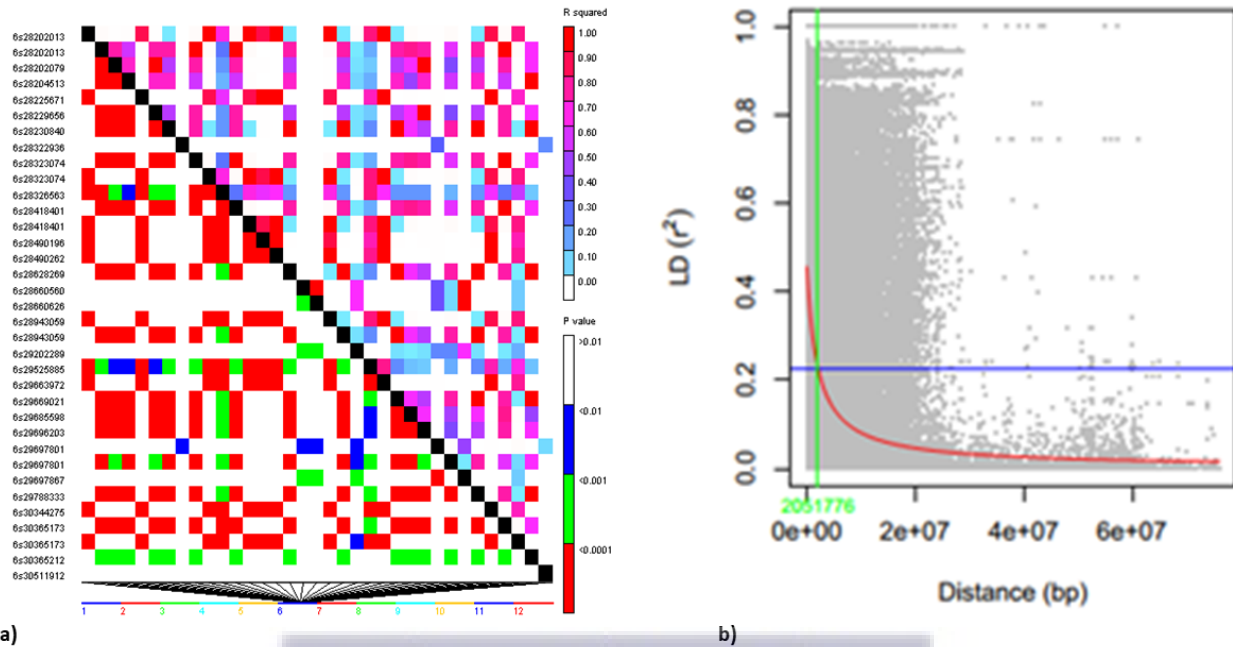 R squared
1.00
0.90
0.80
0.70
0.60
0.50
0.40
0.30
0.20
0.10
0.00
P value
>0.01
<0.01
<0.001
<0.0001
6s28202013
6s28202013
6s28202079
6s28204513
6s28225671
6s28229656
6s28230840
6s28322936
6s28323074
6s28323074
6s28326563
6s28418401
6s28418401
6s28490196
6s28490262
6s28628269
6s28660560
6s28660626
6s28943059
6s28943059
6s29202289
6s29525885
6s29663972
6s29669021
6s29685598
6s29696203
6s29697801
6s29697801
6s29697867
6s29788333
6s30344275
6s30365173
6s30365173
6s30365212
6s30511912
1 2 3 4 5 6 7 8 9 10 11 12
a)
LD (r²)
1.0
0.8
0.6
0.4
0.2
0.0
2051776
0e+00 2e+07 4e+07 6e+07
Distance (bp)
b)